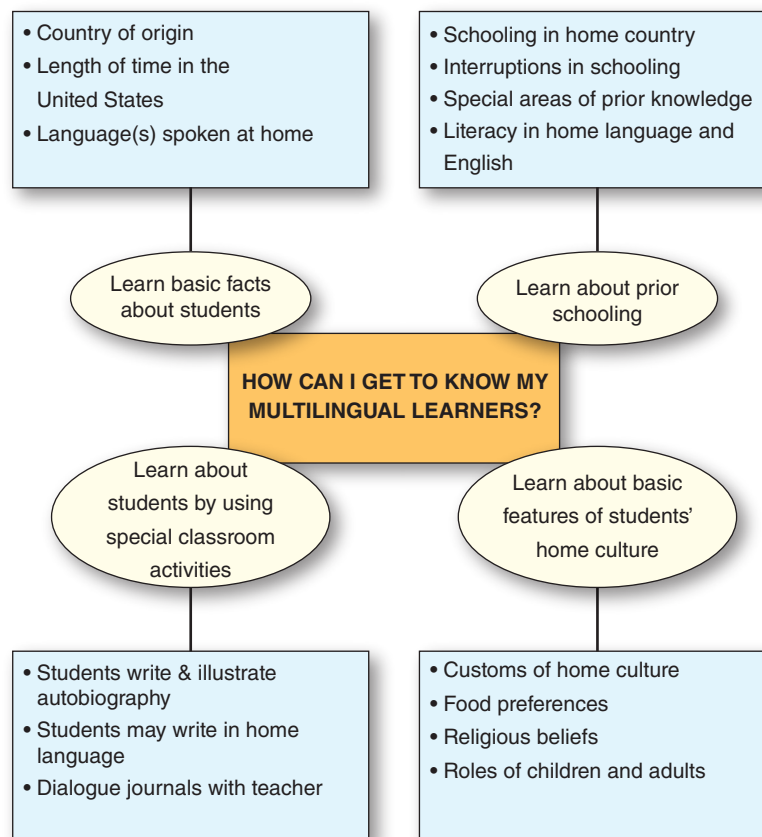 • Country of origin
• Length of time in the
United States
• Language(s) spoken at home
• Schooling in home country
• Interruptions in schooling
• Special areas of prior knowledge
• Literacy in home language and
English
Learn basic facts
about students
Learn about prior
schooling
HOW CAN I GET TO KNOW MY
MULTILINGUAL LEARNERS?
Learn about
students by using
special classroom
activities
Learn about basic
features of students’
home culture
• Students write & illustrate
autobiography
• Students may write in home
language
• Dialogue journals with teacher
• Customs of home culture
• Food preferences
• Religious beliefs
• Roles of children and adults